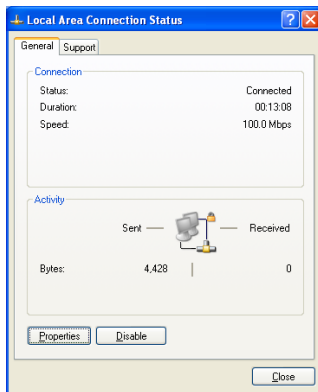 Local Area Connection Status
General Support
Connection
Status: Connected
Duration: 00:13:08
Speed: 100.0 Mbps
Activity
Sent Received
Bytes: 4,428 0
Properties Disable
Close